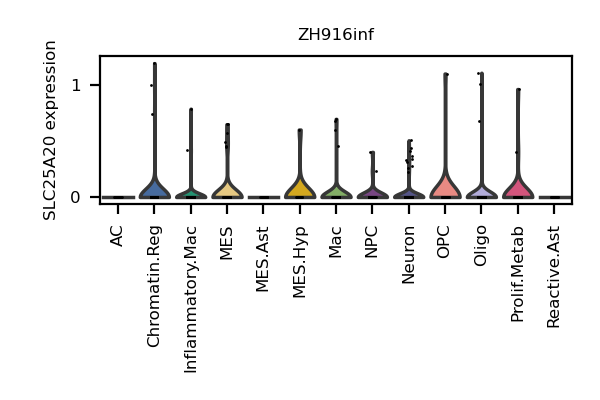 ZH916inf
SLC25A20 expression
1
0
AC
Chromatin.Reg
Inflammatory.Mac
MES
MES.Ast
MES.Hyp
Mac
NPC
Neuron
OPC
Oligo
Prolif.Metab
Reactive.Ast